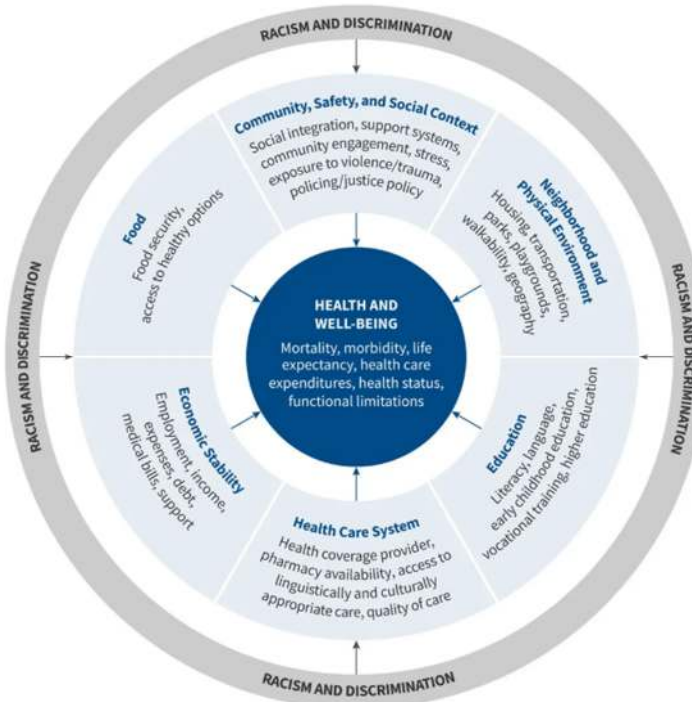 RACISM AND DISCRIMINATION
Community, Safety, and Social Context
Social integration, support systems,
community engagement, stress,
exposure to violence/trauma,
policing/justice policy
Neighborhood and
physical Environment
Housing, transportation,
parks, playgrounds,
walkability, geography
RACISM AND DISCRIMINATION
Education
Literacy, language,
early childhood education,
vocational training, higher education
Health Care System
Health coverage provider,
pharmacy availability, access to
linguistically and culturally
appropriate care, quality of care
RACISM AND DISCRIMINATION
Economic Stability
Employment, income,
expenses, debt,
medical bills, support
RACISM AND DISCRIMINATION
Food
Food security,
access to healthy options
HEALTH AND
WELL-BEING
Mortality, morbidity, life
expectancy, health care
expenditures, health status,
functional limitations